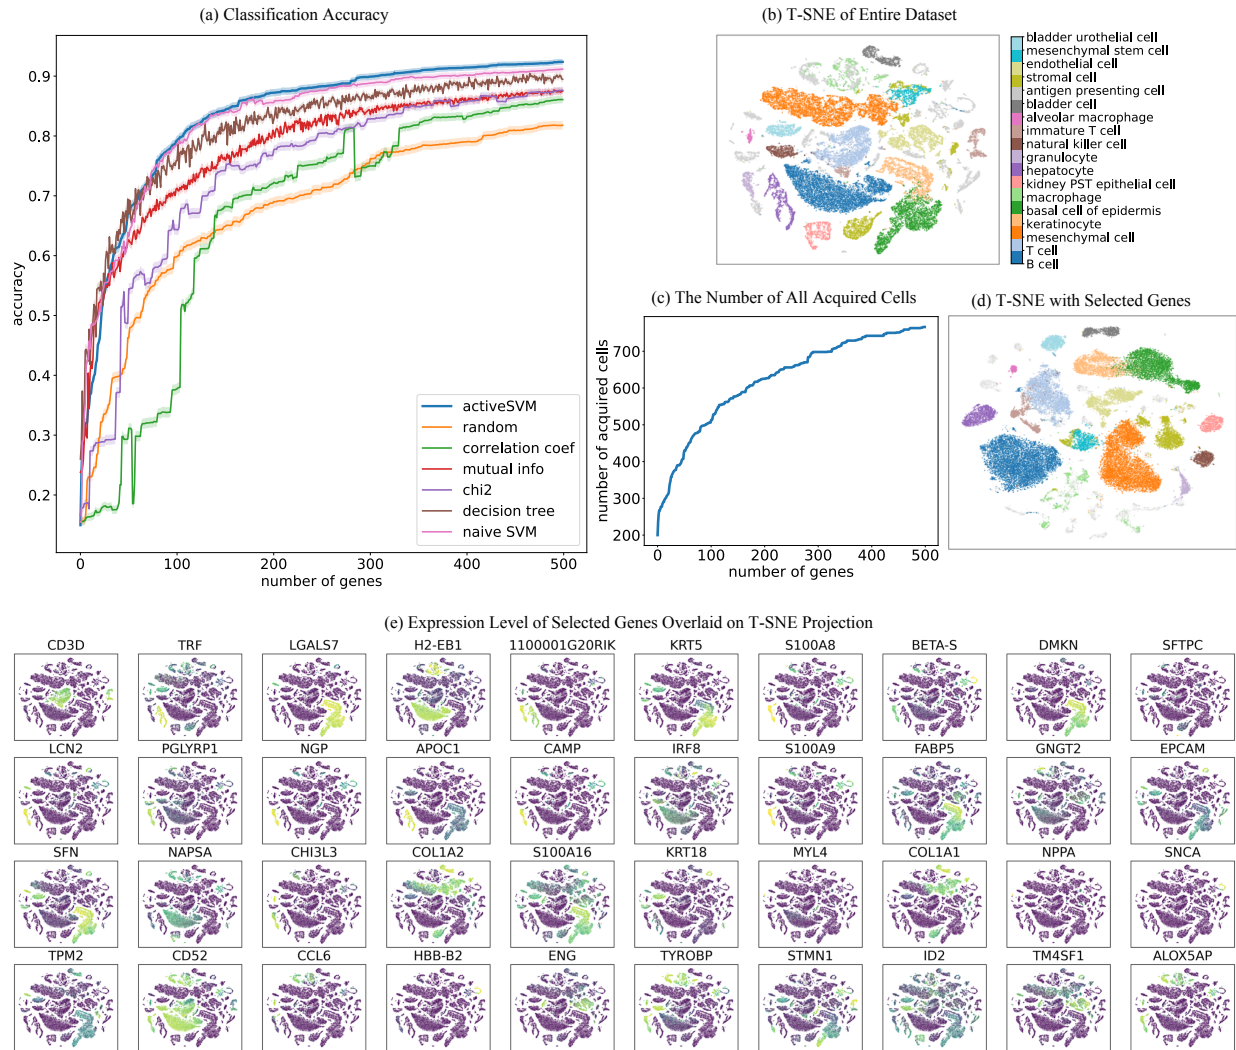 (a) Classification Accuracy
accuracy
0.9
0.8
0.7
0.6
0.5
0.4
0.3
0.2
0 100 200 300 400 500
number of genes
activeSVM
random
correlation coef
mutual info
chi2
decision tree
naive SVM
(b) T-SNE of Entire Dataset
bladder urothelial cell
mesenchymal stem cell
endothelial cell
stromal cell
antigen presenting cell
bladder cell
alveolar macrophage
immature T cell
natural killer cell
granulocyte
hepatocyte
kidney PST epithelial cell
macrophage
basal cell of epidermis
keratinocyte
mesenchymal cell
T cell
B cell
(c) The Number of All Acquired Cells
number of acquired cells
700
600
500
400
300
200
0 100 200 300 400 500
number of genes
(d) T-SNE with Selected Genes
(e) Expression Level of Selected Genes Overlaid on T-SNE Projection
CD3D TRF LGALS7 H2-EB1 1100001G20RIK KRT5 S100A8 BETA-S DMKN SFTPC
LCN2 PGLYRP1 NGP APOC1 CAMP IRF8 S100A9 FABP5 GNGT2 EPCAM
SFN NAPSA CHI3L3 COL1A2 S100A16 KRT18 MYL4 COL1A1 NPPA SNCA
TPM2 CD52 CCL6 HBB-B2 ENG TYROBP STMN1 ID2 TM4SF1 ALOX5AP